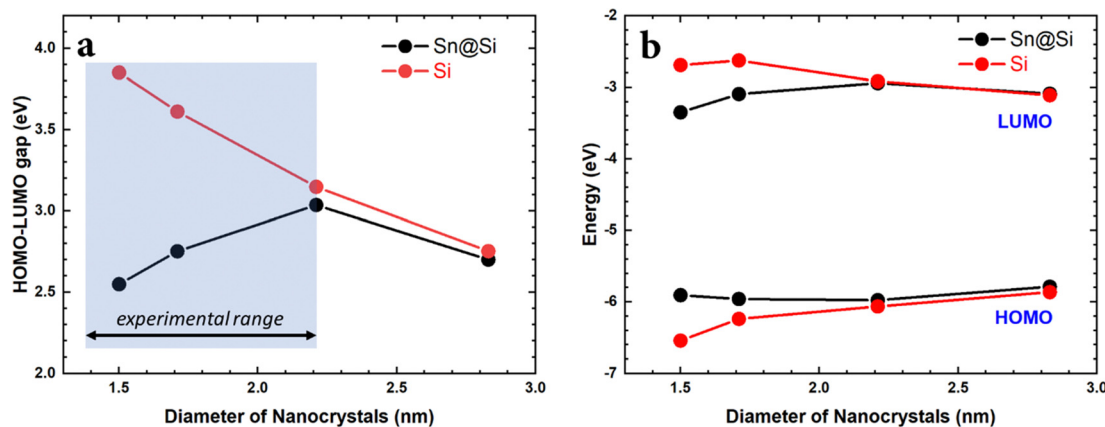 a
Sn@Si
Si
experimental range
4.0
3.5
3.0
2.5
2.0
1.5
2.0
2.5
3.0
HOMO-LUMO gap (eV)
Diameter of Nanocrystals (nm)
b
Sn@Si
Si
LUMO
HOMO
-2
-3
-4
-5
-6
-7
1.5
2.0
2.5
3.0
Energy (eV)
Diameter of Nanocrystals (nm)